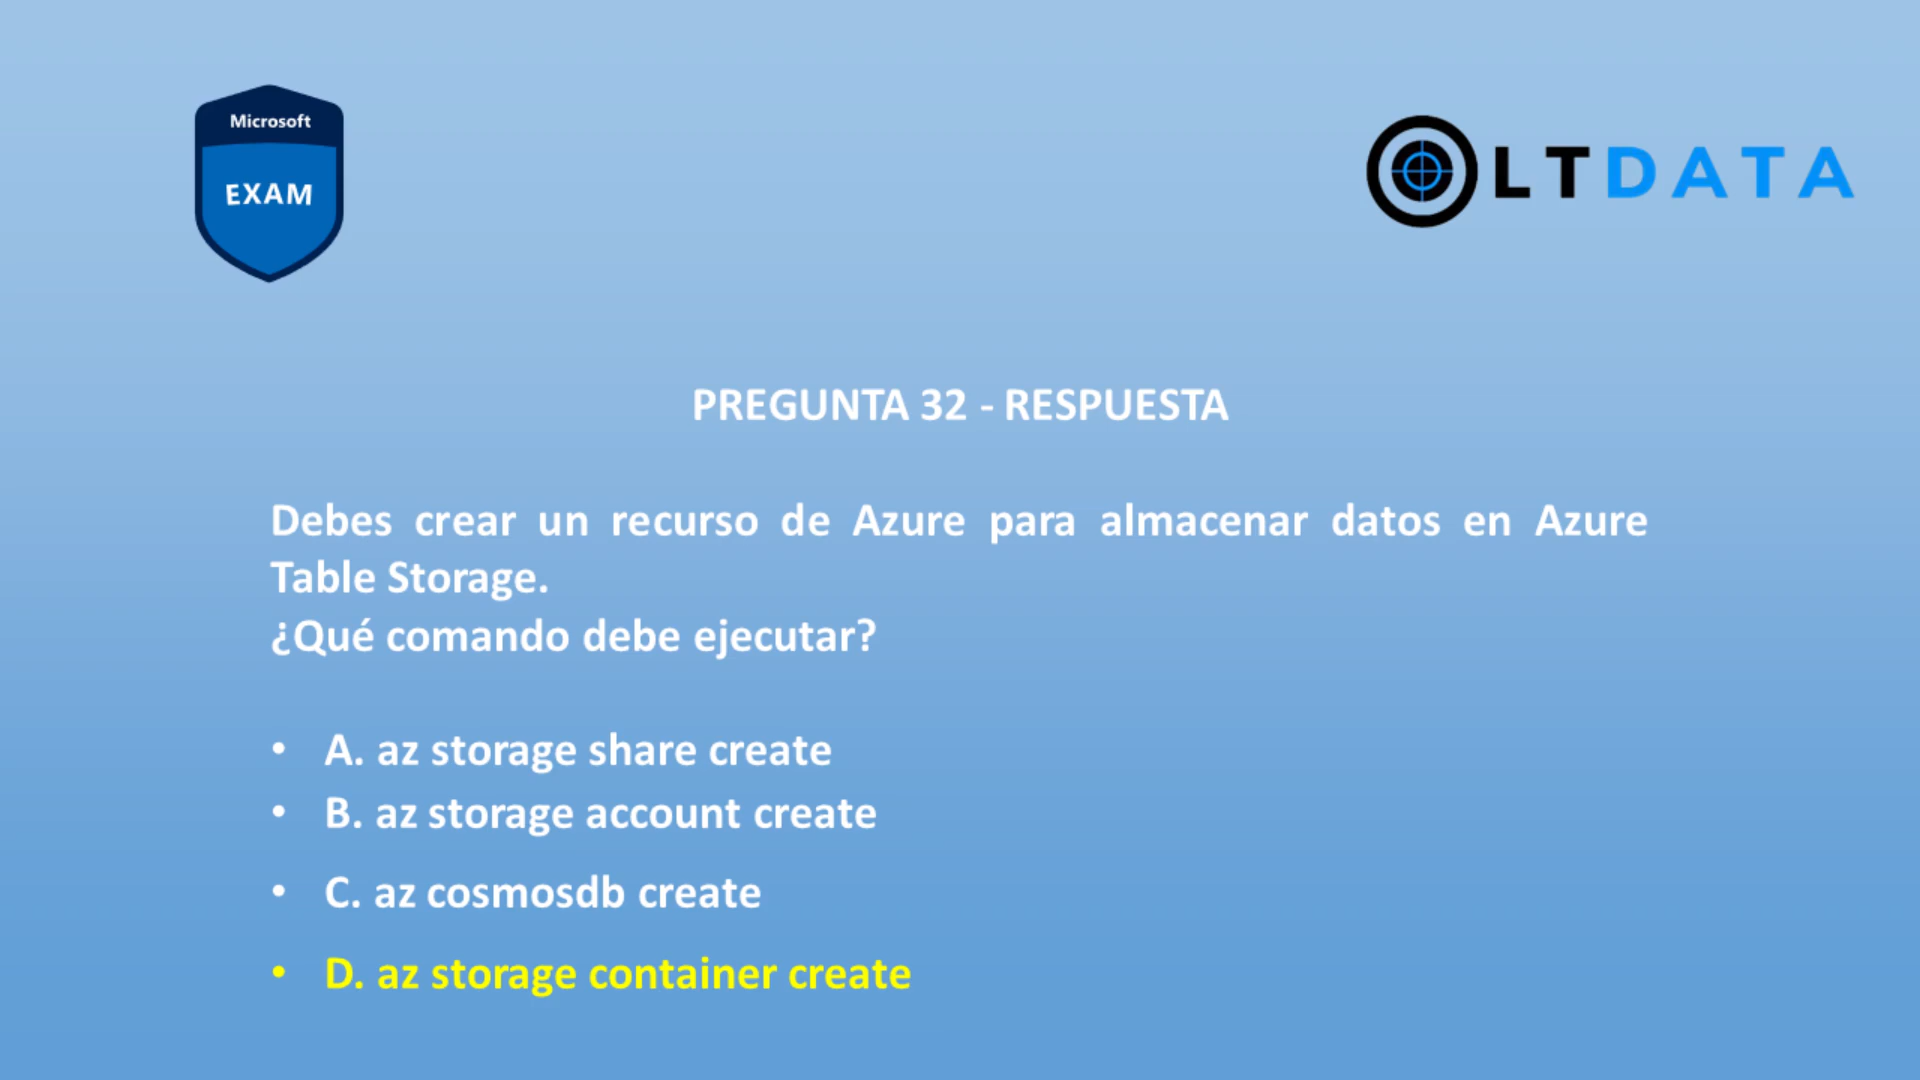 Microsoft
EXAM
LTDATA
PREGUNTA 32 - RESPUESTA
Debes crear un recurso de Azure para almacenar datos en Azure
Table Storage.
¿Qué comando debe ejecutar?
• A. az storage share create
• B. az storage account create
• C. az cosmosdb create
• D. az storage container create